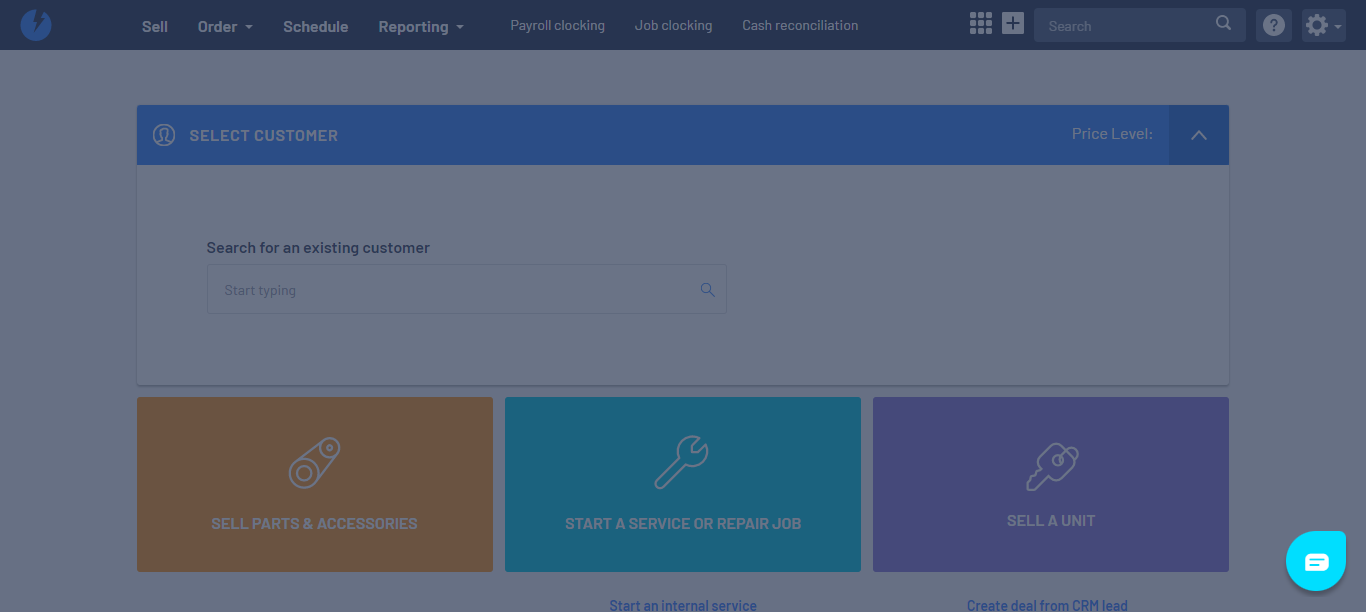 Sell Order Schedule Reporting Payroll clocking Job clocking Cash reconciliation Search ?
SELECT CUSTOMER Price Level:
Search for an existing customer
Start typing
SELL PARTS & ACCESSORIES START A SERVICE OR REPAIR JOB SELL A UNIT
Start an internal service Create deal from CRM lead